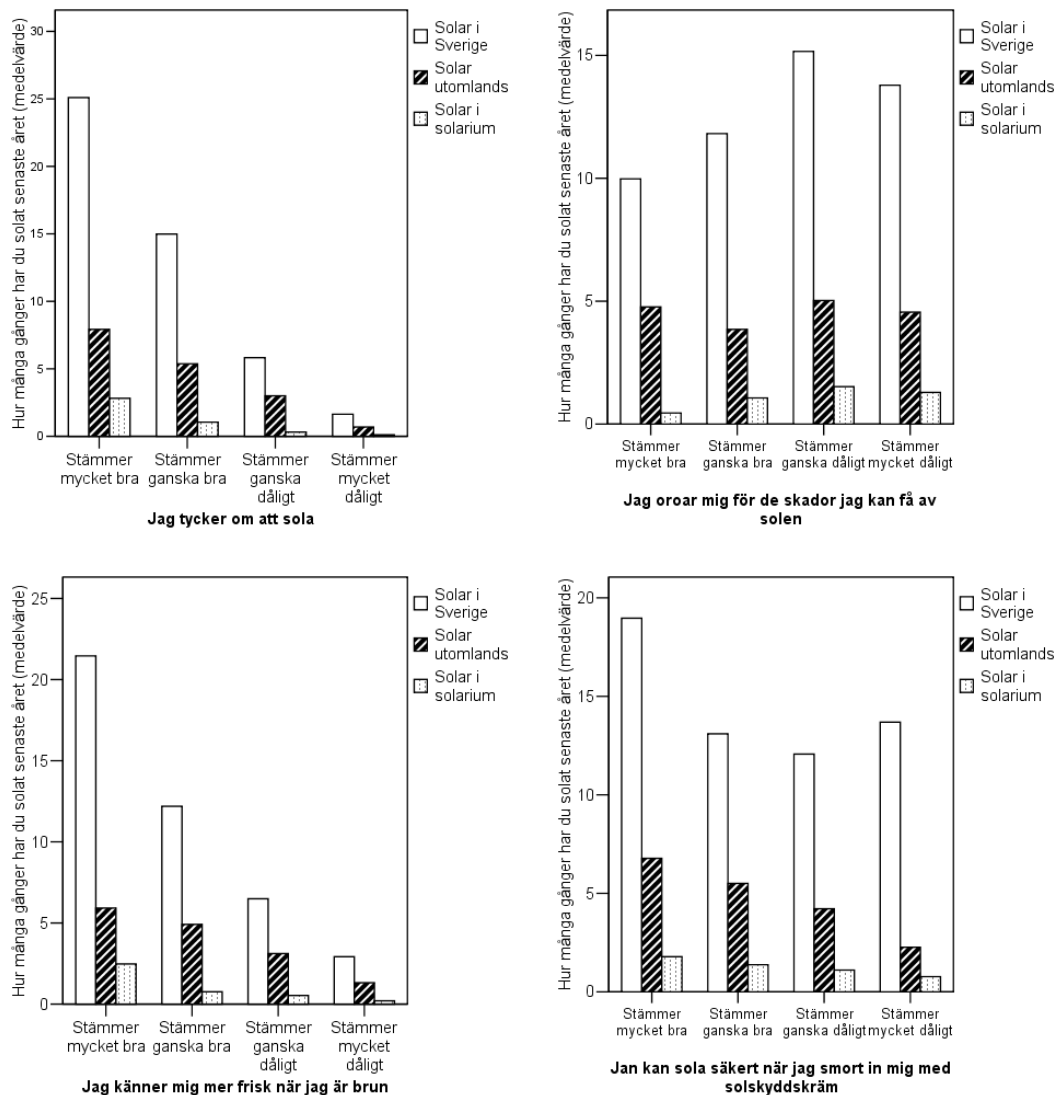 Hur många gånger har du solat senaste året (medelvärde)
30
25
20
15
10
5
0
Stämmer
mycket bra
Stämmer
ganska bra
Stämmer
ganska
dåligt
Stämmer
mycket
dåligt
Jag tycker om att sola
Solar i
Sverige
Solar
utomlands
Solar i
solarium
Hur många gånger har du solat senaste året (medelvärde)
15
10
5
0
Stämmer
mycket bra
Stämmer
ganska bra
Stämmer
ganska dåligt
Stämmer
mycket dåligt
Jag oroar mig för de skador jag kan få av
solen
Solar i
Sverige
Solar
utomlands
Solar i
solarium
Hur många gånger har du solat senaste året (medelvärde)
25
20
15
10
5
0
Stämmer
mycket bra
Stämmer
ganska bra
Stämmer
ganska
dåligt
Stämmer
mycket
dåligt
Jag känner mig mer frisk när jag är brun
Solar i
Sverige
Solar
utomlands
Solar i
solarium
Hur många gånger har du solat senaste året (medelvärde)
20
15
10
5
0
Stämmer
mycket bra
Stämmer
ganska bra
Stämmer
ganska dåligt
Stämmer
mycket dåligt
Jan kan sola säkert när jag smort in mig med
solskyddskräm
Solar i
Sverige
Solar
utomlands
Solar i
solarium